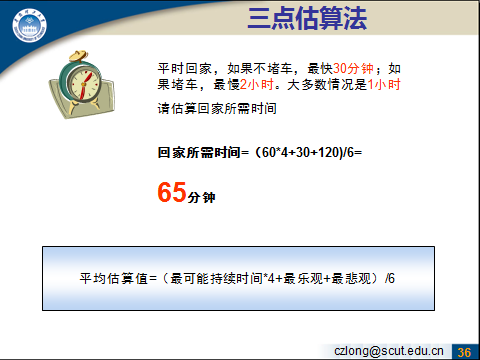 三点估算法
平时回家，如果不堵车，最快30分钟；如
果堵车，最慢2小时。大多数情况是1小时
请估算回家所需时间
回家所需时间=（60*4+30+120)/6=
65分钟
平均估算值=（最可能持续时间*4+最乐观+最悲观）/6
czlong@scut.edu.cn 36